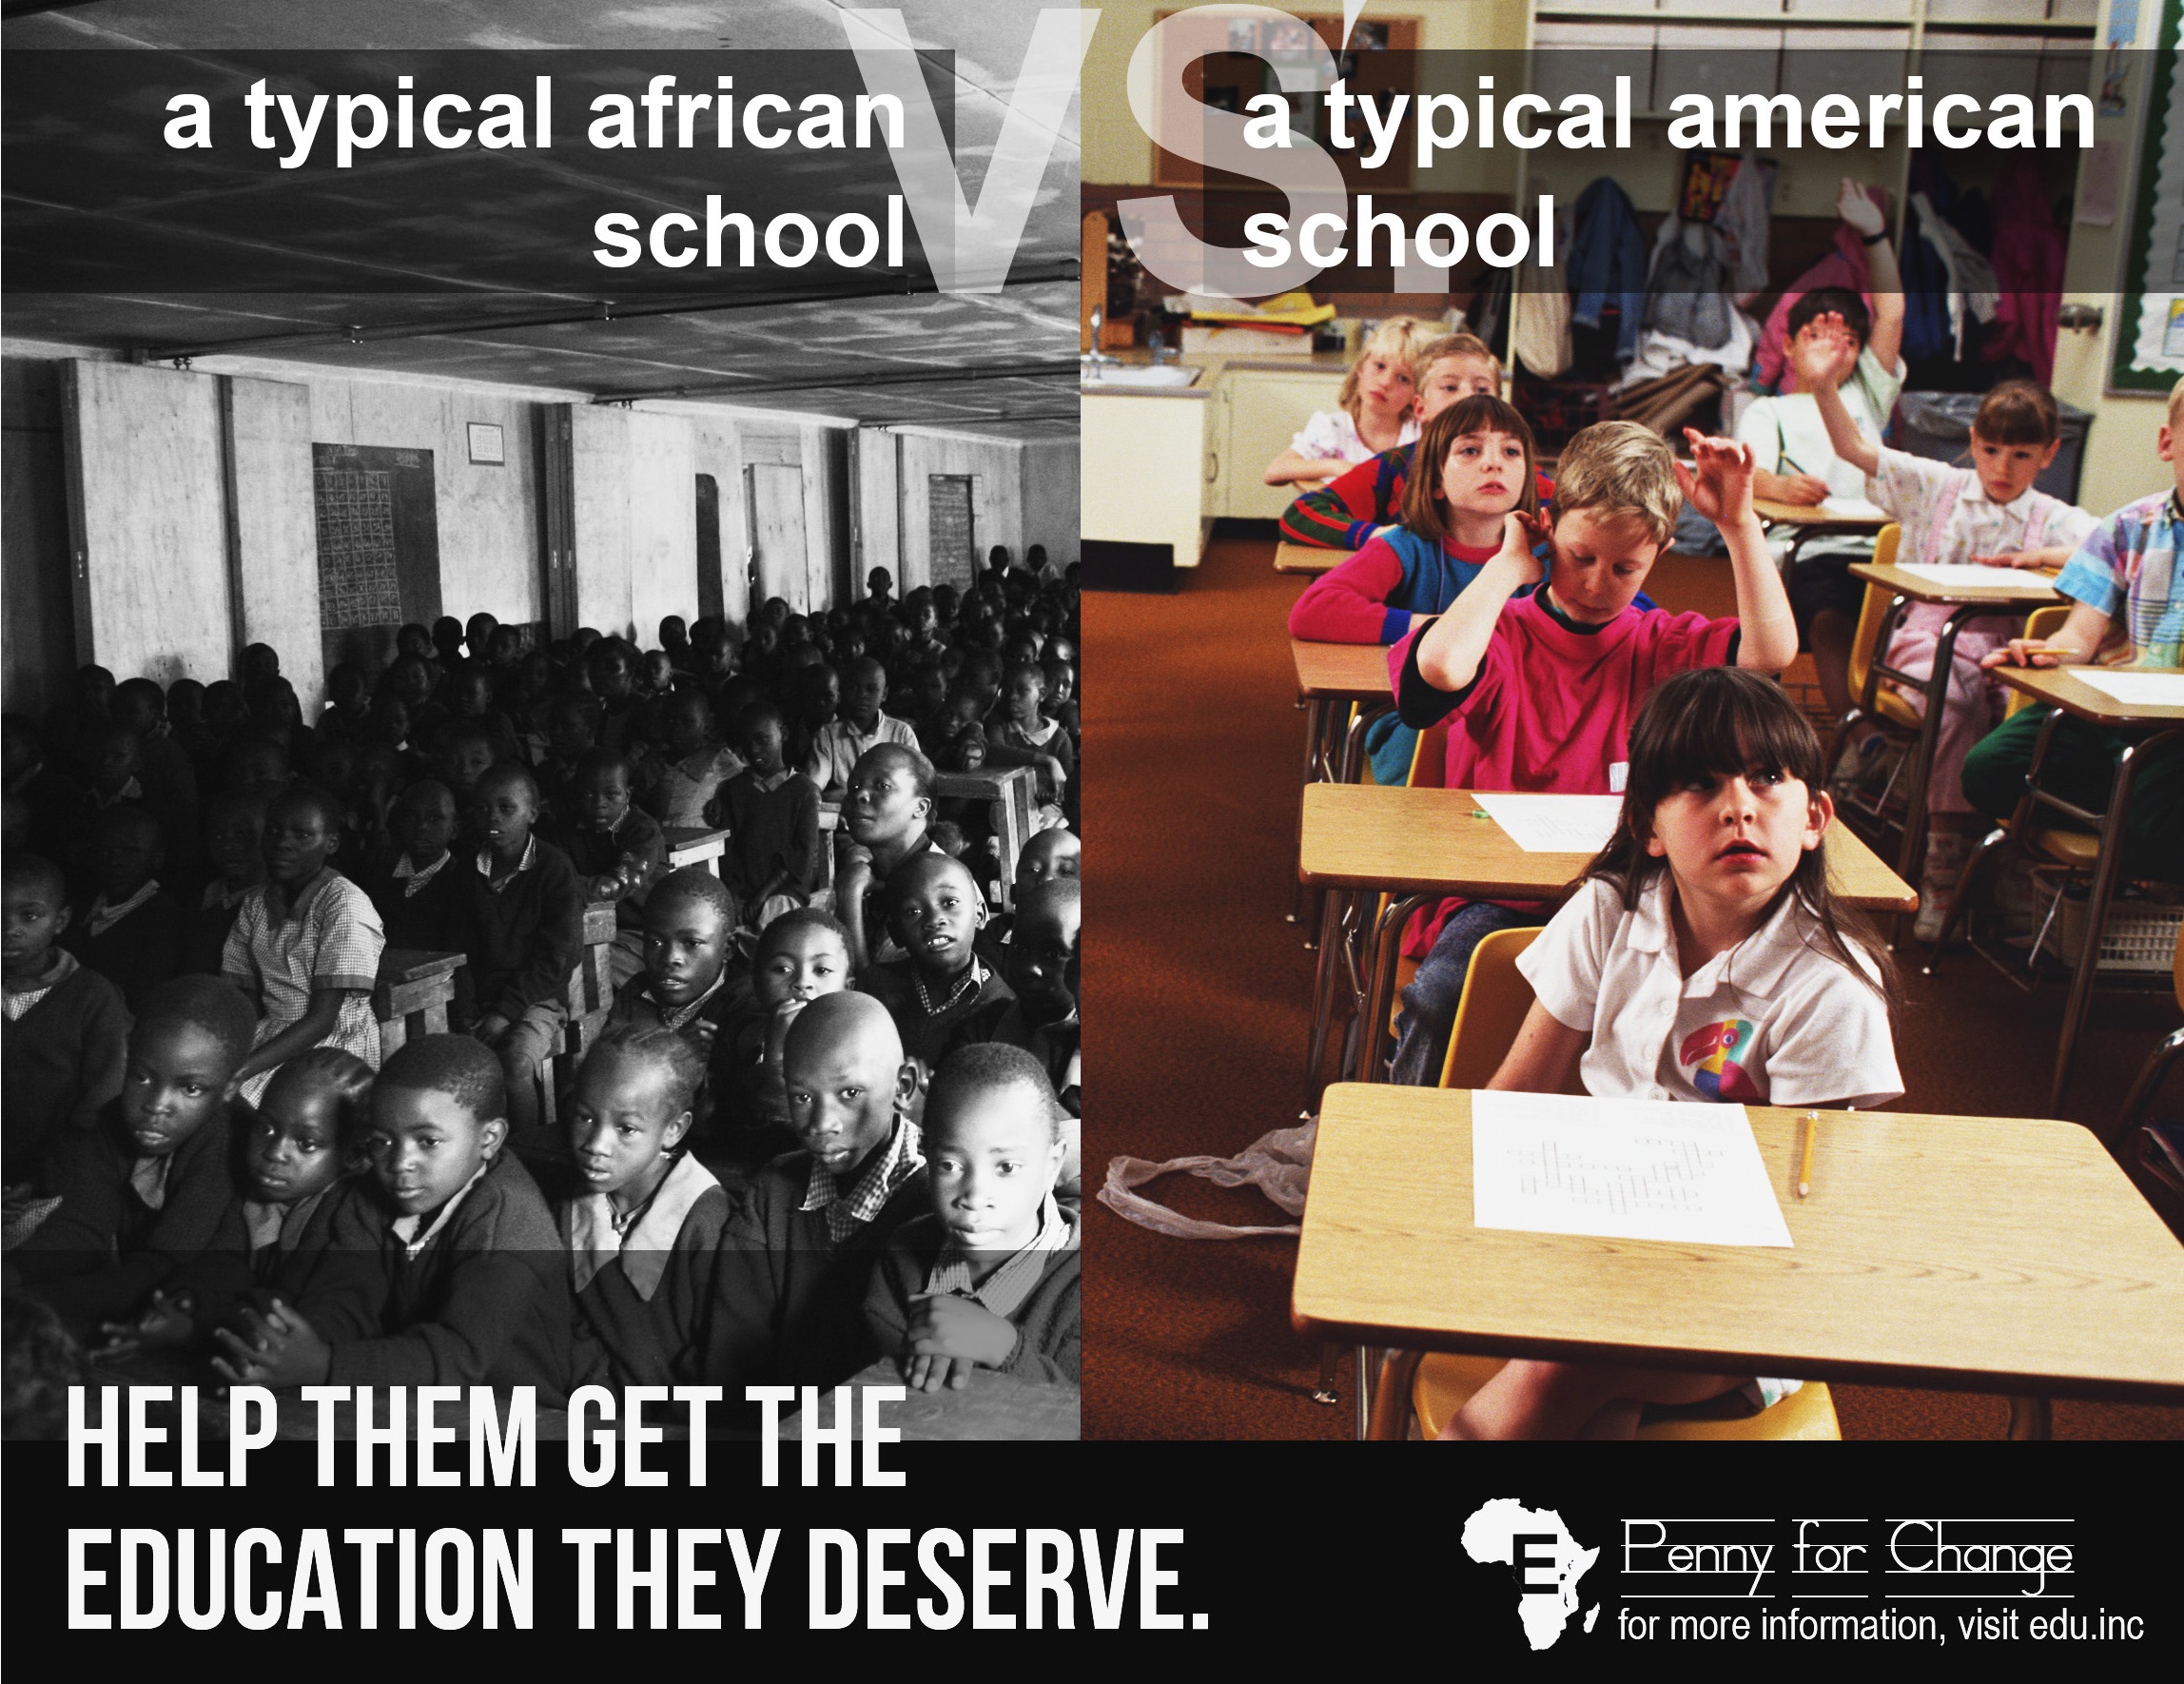 a typical african
school
VS.
a typical american
school
HELP THEM GET THE
EDUCATION THEY DESERVE.
E
Penny for Change
for more information, visit edu.inc